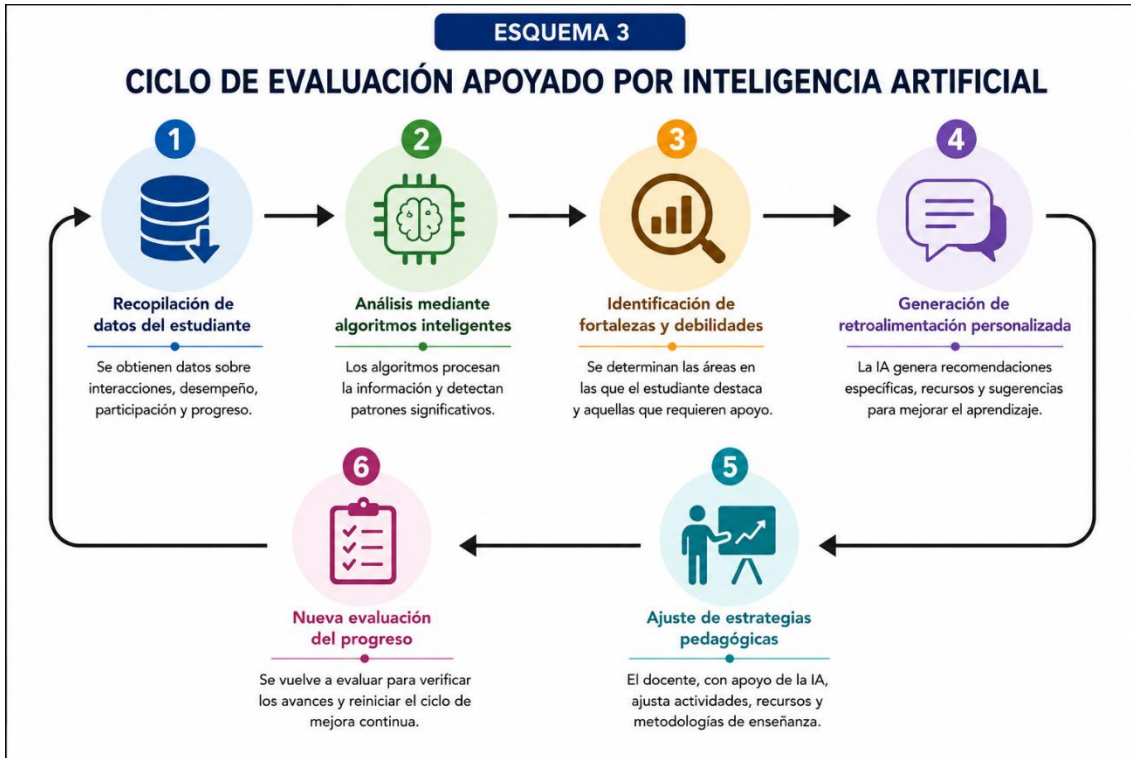 ESQUEMA 3
CICLO DE EVALUACIÓN APOYADO POR INTELIGENCIA ARTIFICIAL
1
Recopilación de
datos del estudiante
Se obtienen datos sobre
interacciones, desempeño,
participación y progreso.
2
Análisis mediante
algoritmos inteligentes
Los algoritmos procesan
la información y detectan
patrones significativos.
3
Identificación de
fortalezas y debilidades
Se determinan las áreas en
las que el estudiante destaca
y aquellas que requieren apoyo.
4
Generación de
retroalimentación personalizada
La IA genera recomendaciones
específicas, recursos y sugerencias
para mejorar el aprendizaje.
5
Ajuste de estrategias
pedagógicas
El docente, con apoyo de la IA,
ajusta actividades, recursos y
metodologías de enseñanza.
6
Nueva evaluación
del progreso
Se vuelve a evaluar para verificar
los avances y reiniciar el ciclo de
mejora continua.